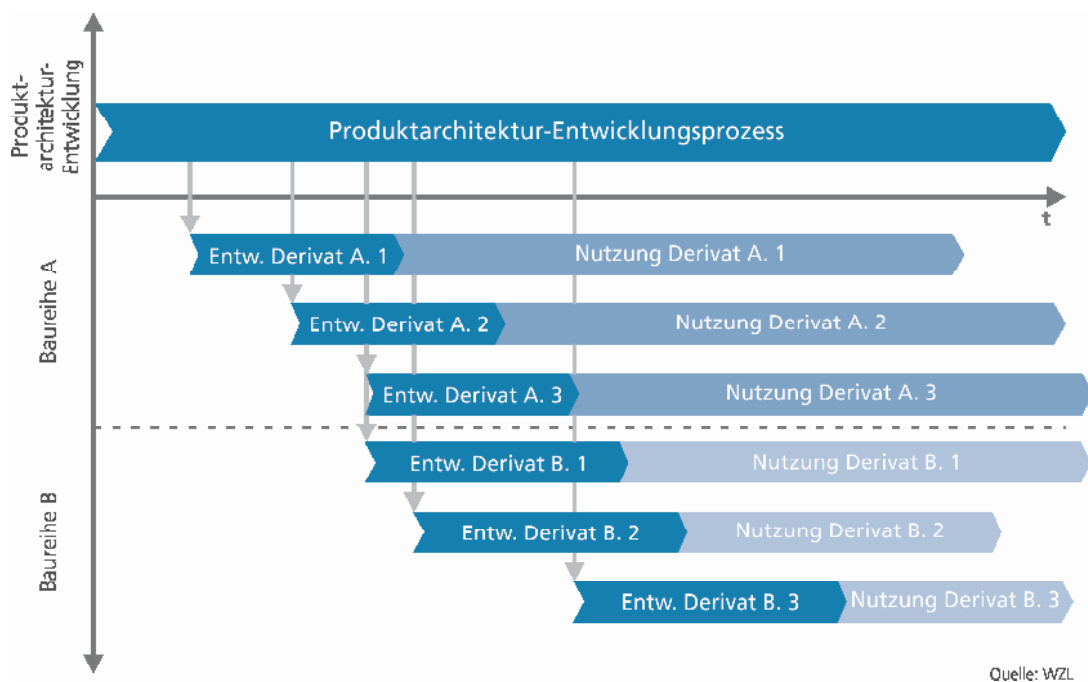 Produkt-
architektur-
Entwicklung
Produktarchitektur-Entwicklungsprozess
t
Baureihe A
Entw. Derivat A. 1
Nutzung Derivat A. 1
Entw. Derivat A. 2
Nutzung Derivat A. 2
Entw. Derivat A. 3
Nutzung Derivat A. 3
Baureihe B
Entw. Derivat B. 1
Nutzung Derivat B. 1
Entw. Derivat B. 2
Nutzung Derivat B. 2
Entw. Derivat B. 3
Nutzung Derivat B. 3
Quelle: WZL